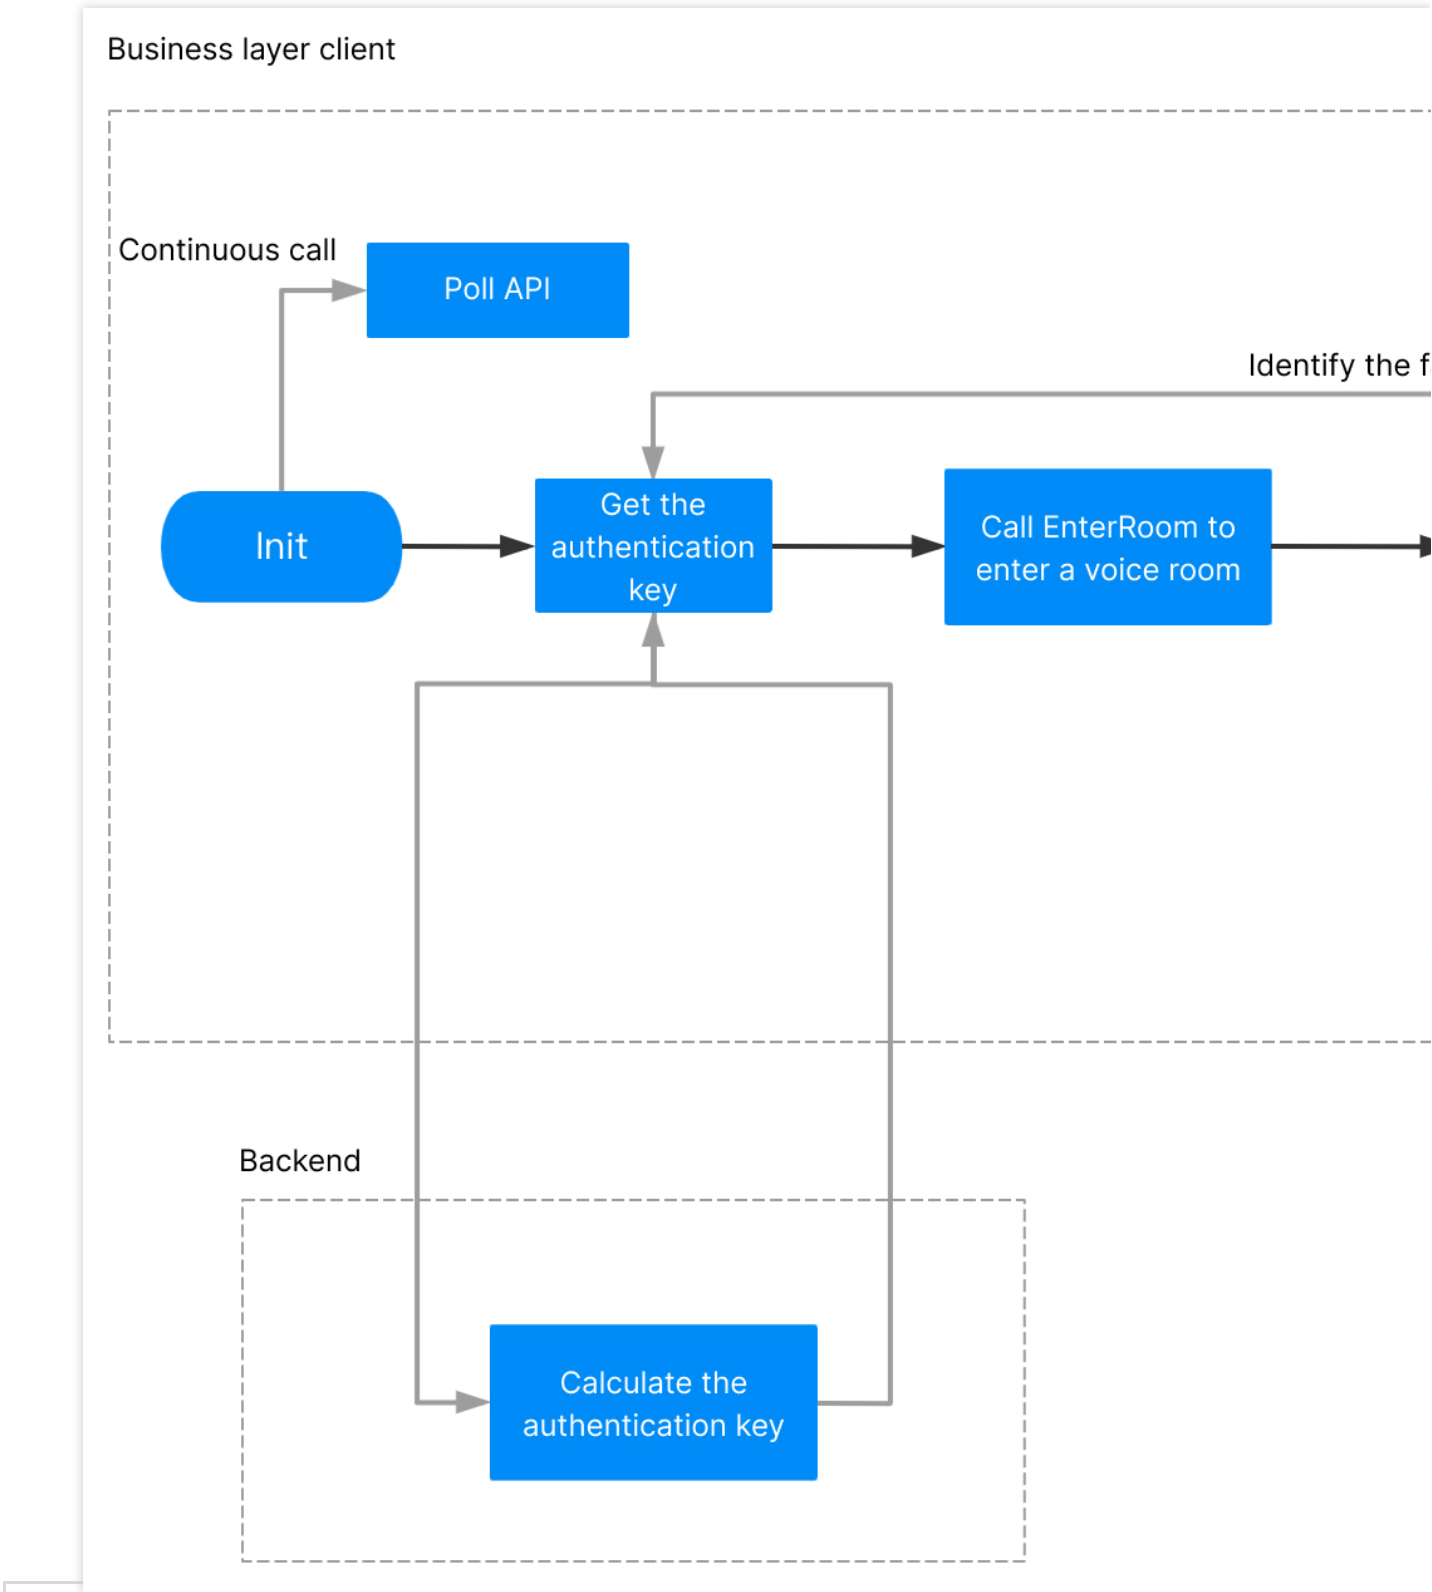 Business layer client
Continuous call
Poll API
Identify the
Init
Get the
authentication
key
Call EnterRoom to
enter a voice room
Backend
Calculate the
authentication key